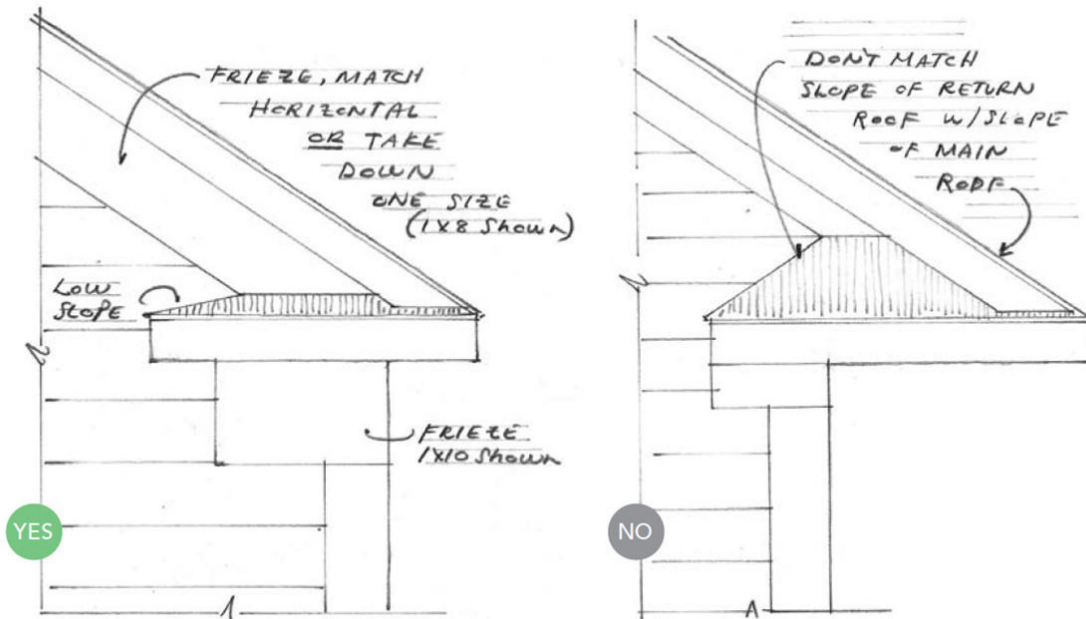 FRIEZE, MATCH
HORIZONTAL
OR TAKE
DOWN
ONE SIZE
(1X8 SHOWN)
LOW
SLOPE
FRIEZE
1X10 SHOWN
YES
DON'T MATCH
SLOPE OF RETURN
ROOF W/SLOPE
OF MAIN
ROOF
NO